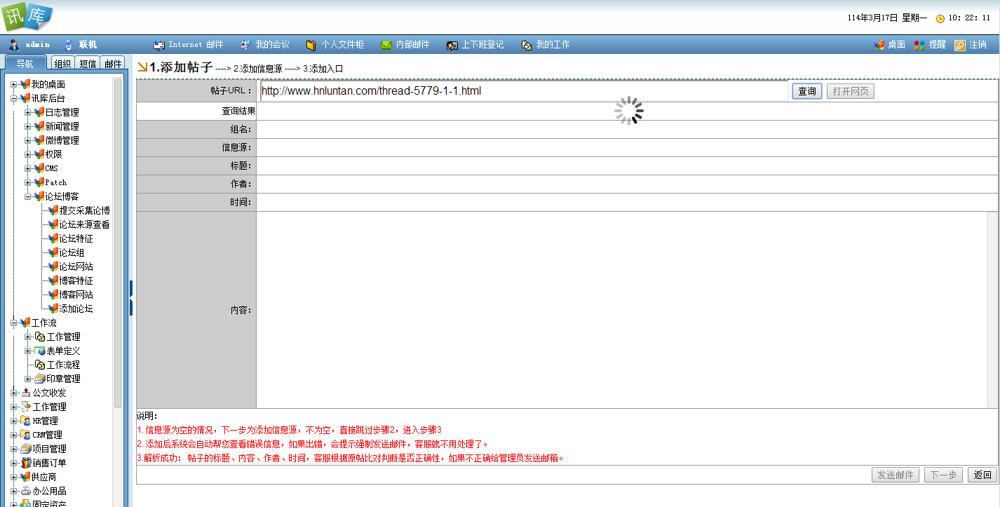 讯库
114年3月17日 星期一 10: 22: 11
admin 联机 Internet 邮件 我的会议 个人文件柜 内部邮件 上下班登记 我的工作 桌面 提醒 注销
导航 组织 短信 邮件
我的桌面
讯库后台
日志管理
新闻管理
微博管理
权限
CMS
Patch
论坛博客
提交采集论博
论坛来源查看
论坛特征
论坛组
论坛网站
博客特征
博客网站
添加论坛
工作流
工作管理
表单定义
工作流程
印章管理
公文收发
工作管理
HR管理
CRM管理
项目管理
销售订单
供应商
办公用品
固定资产
1.添加帖子 ----> 2.添加信息源 ----> 3.添加入口
帖子URL： http://www.hnluntan.com/thread-5779-1-1.html 查询 打开网页
查询结果
组名：
信息源：
标题：
作者：
时间：
内容：
说明：
1. 信息源为空的情况，下一步为添加信息源，不为空，直接跳过步骤2，进入步骤3
2. 添加后系统会自动帮您查看错误信息，如果出错，会提示强制发送邮件，客服就不用处理了。
3.解析成功： 帖子的标题、内容、作者、时间，客服根据原帖比对判断是否正确性，如果不正确给管理员发送邮箱。
发送邮件 下一步 返回